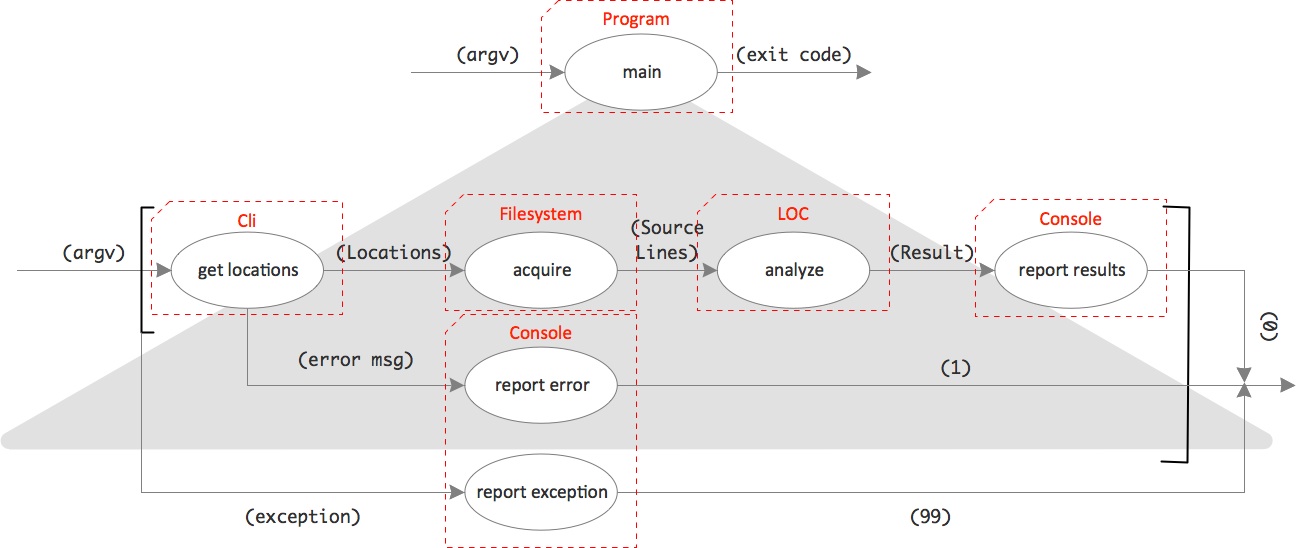 Program
(argv)
main
(exit code)
Cli
Filesystem
LOC
Console
(argv)
get locations
(Locations)
acquire
(Source
Lines)
analyze
(Result)
report results
(0)
Console
(error msg)
report error
(1)
report exception
(exception)
(99)